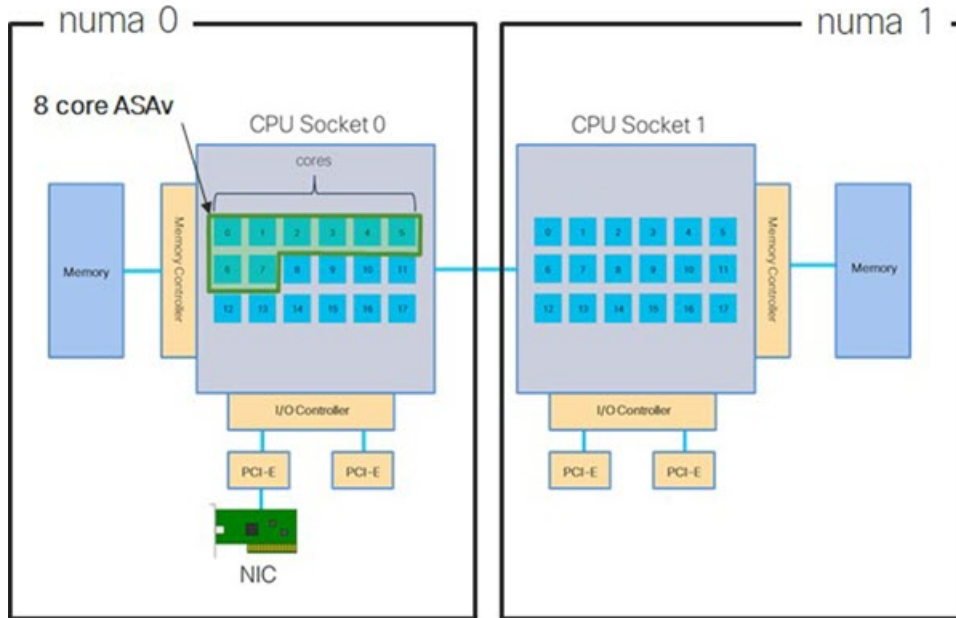 numa 0
numa 1
8 core ASAv
CPU Socket 0
CPU Socket 1
cores
0 1 2 3 4 5
0 1 2 3 4 5
Memory
Memory Controller
6 7 8 9 10 11
6 7 8 9 10 11
Memory Controller
Memory
12 13 14 15 16 17
12 13 14 15 16 17
I/O Controller
I/O Controller
PCI-E
PCI-E
PCI-E
PCI-E
NIC